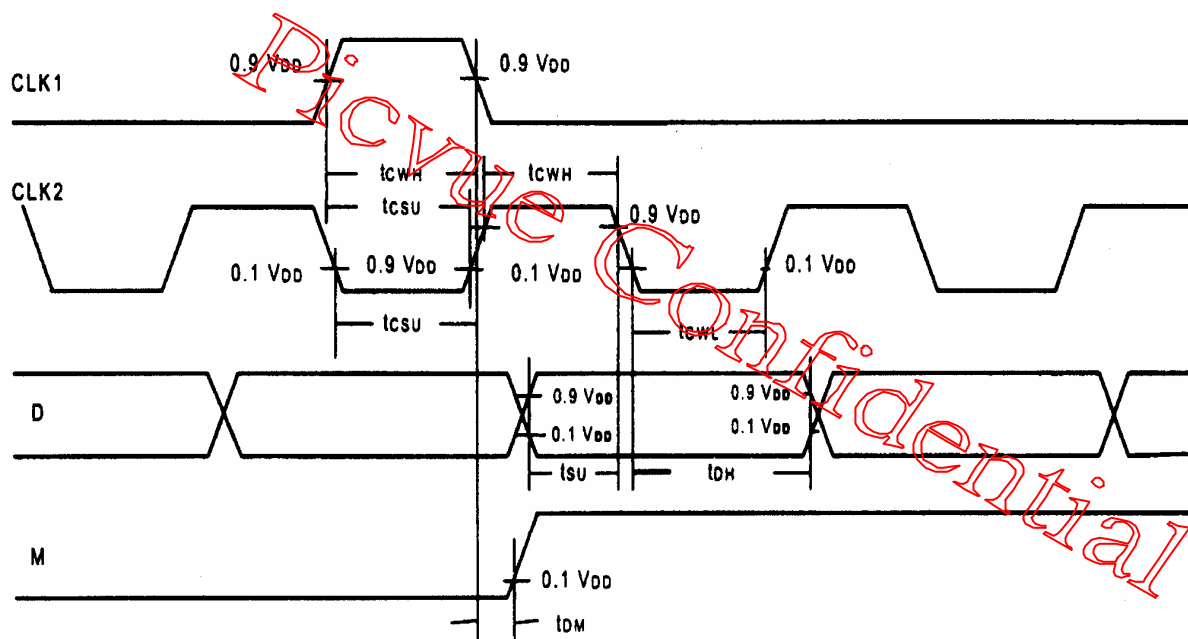 0.9 VDD
0.9 VDD
CLK1
tCWH
tCWH
CLK2
tCSU
0.9 VDD
0.1 VDD
0.9 VDD
0.1 VDD
0.1 VDD
tCSU
tCWL
D
0.9 VDD
0.9 VDD
0.1 VDD
0.1 VDD
tSU
tDH
M
0.1 VDD
tDM
Picvue Confidential